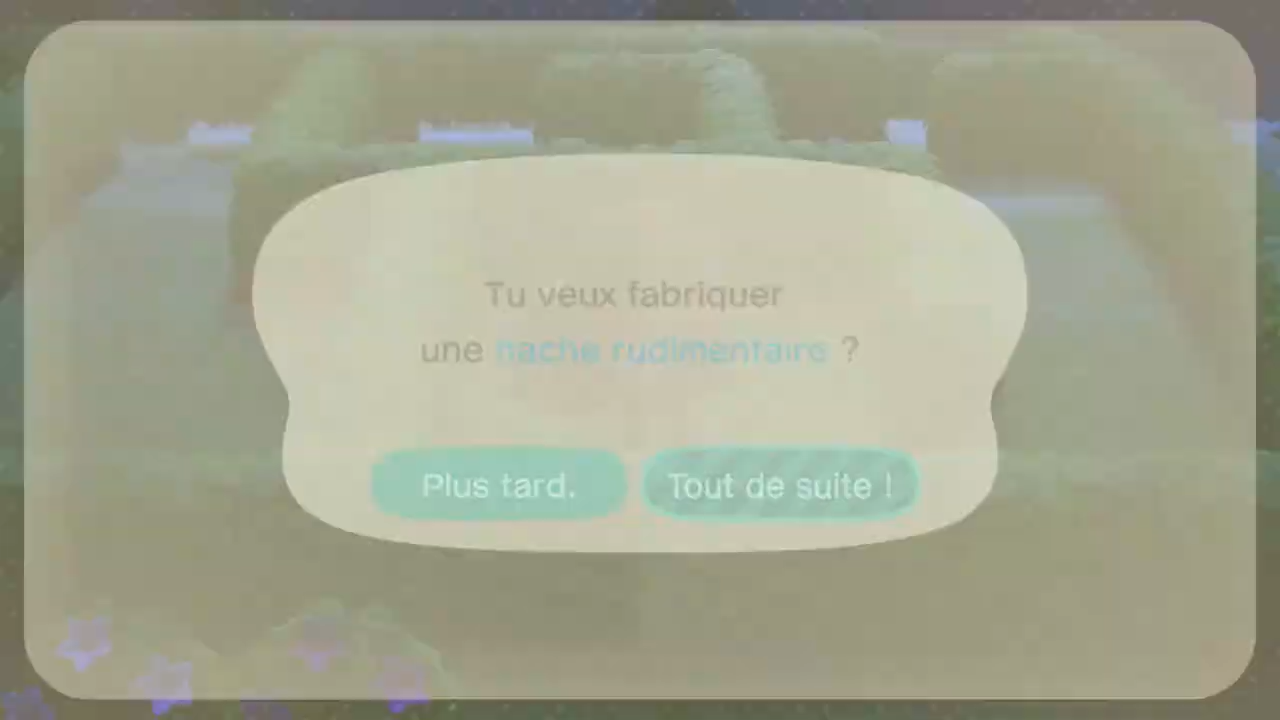 Tu veux fabriquer
une hache rudimentaire ?
Plus tard.
Tout de suite !